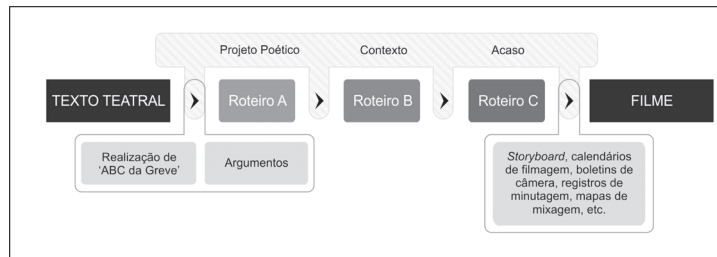 Projeto Poético Contexto Acaso
TEXTO TEATRAL Roteiro A Roteiro B Roteiro C FILME
Realização de
‘ABC da Greve’
Argumentos
Storyboard, calendários
de filmagem, boletins de
câmera, registros de
minutagem, mapas de
mixagem, etc.